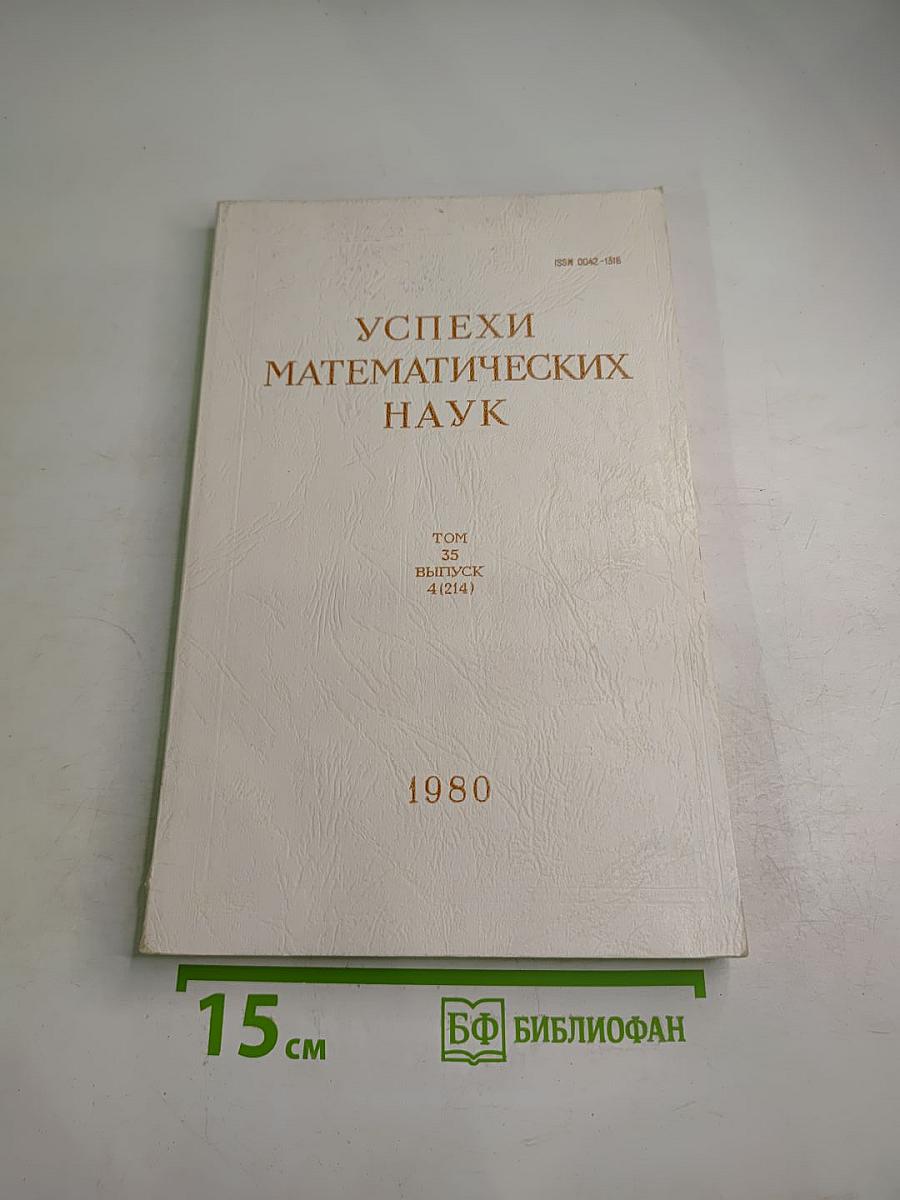 ISSN 0042-1316
УСПЕХИ
МАТЕМАТИЧЕСКИХ
НАУК
ТОМ
35
ВЫПУСК
4(214)
1980
15 см
БФ БИБЛИОФАН